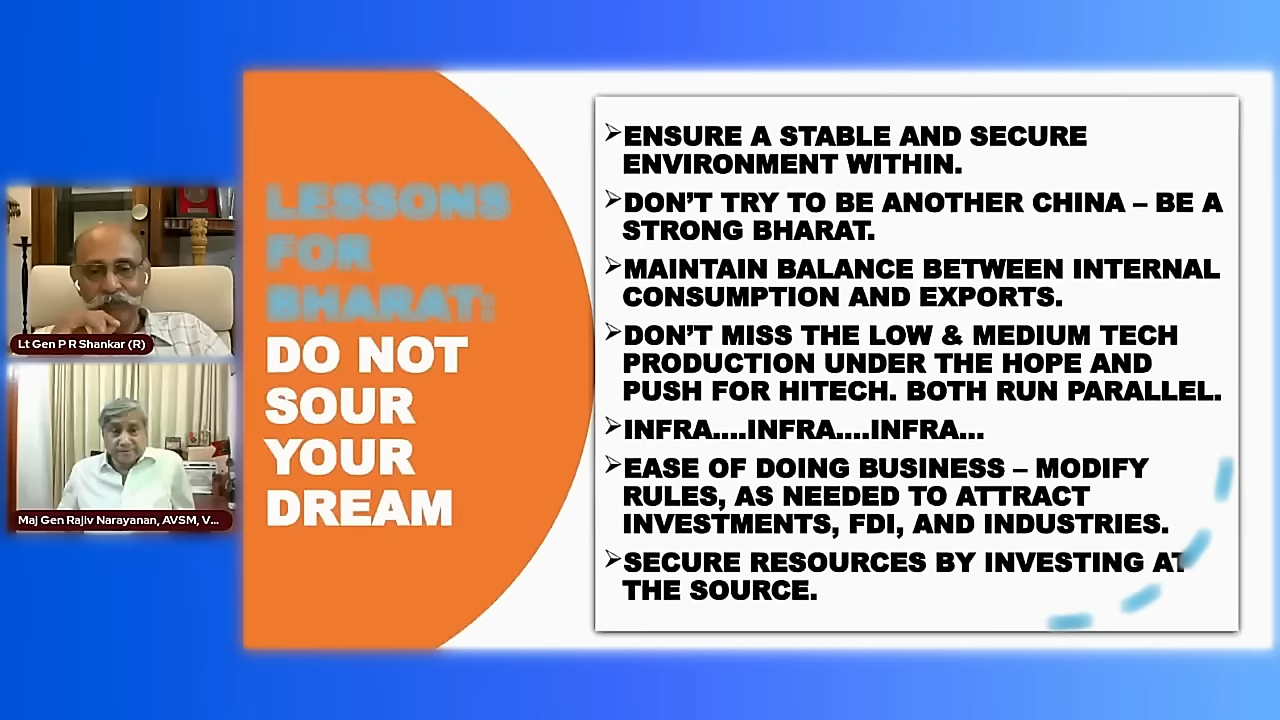 LESSONS
FOR
BHARAT:
DO NOT
SOUR
YOUR
DREAM
ENSURE A STABLE AND SECURE
ENVIRONMENT WITHIN.
DON'T TRY TO BE ANOTHER CHINA – BE A
STRONG BHARAT.
MAINTAIN BALANCE BETWEEN INTERNAL
CONSUMPTION AND EXPORTS.
DON'T MISS THE LOW & MEDIUM TECH
PRODUCTION UNDER THE HOPE AND
PUSH FOR HITECH. BOTH RUN PARALLEL.
INFRA....INFRA....INFRA...
EASE OF DOING BUSINESS – MODIFY
RULES, AS NEEDED TO ATTRACT
INVESTMENTS, FDI, AND INDUSTRIES.
SECURE RESOURCES BY INVESTING AT
THE SOURCE.
Lt Gen P R Shankar (R)
Maj Gen Rajiv Narayanan, AVSM, V...